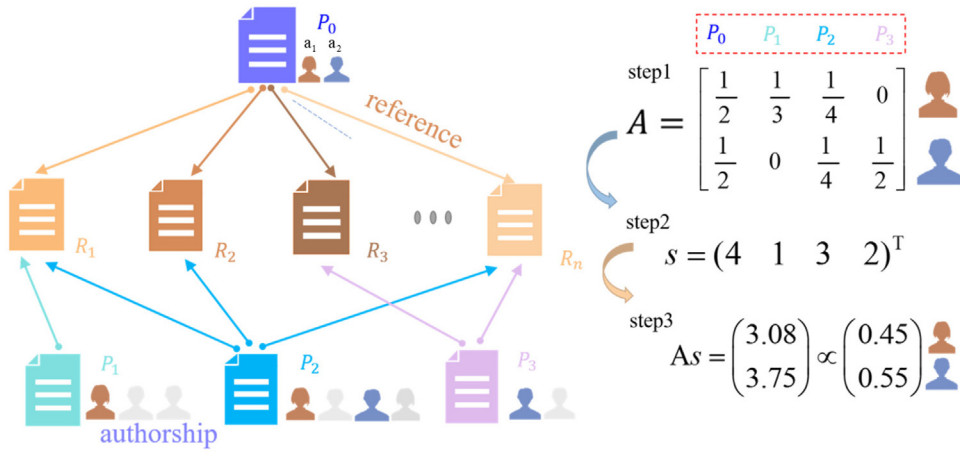 P₀
a₁ a₂
reference
R₁ R₂ R₃ ••• Rₙ
P₁ P₂ P₃
authorship
P₀ P₁ P₂ P₃
step1
A = [ 1/2 1/3 1/4 0
1/2 0 1/4 1/2 ]
step2
s = (4 1 3 2)ᵀ
step3
As = (3.08 3.75) ∝ (0.45 0.55)